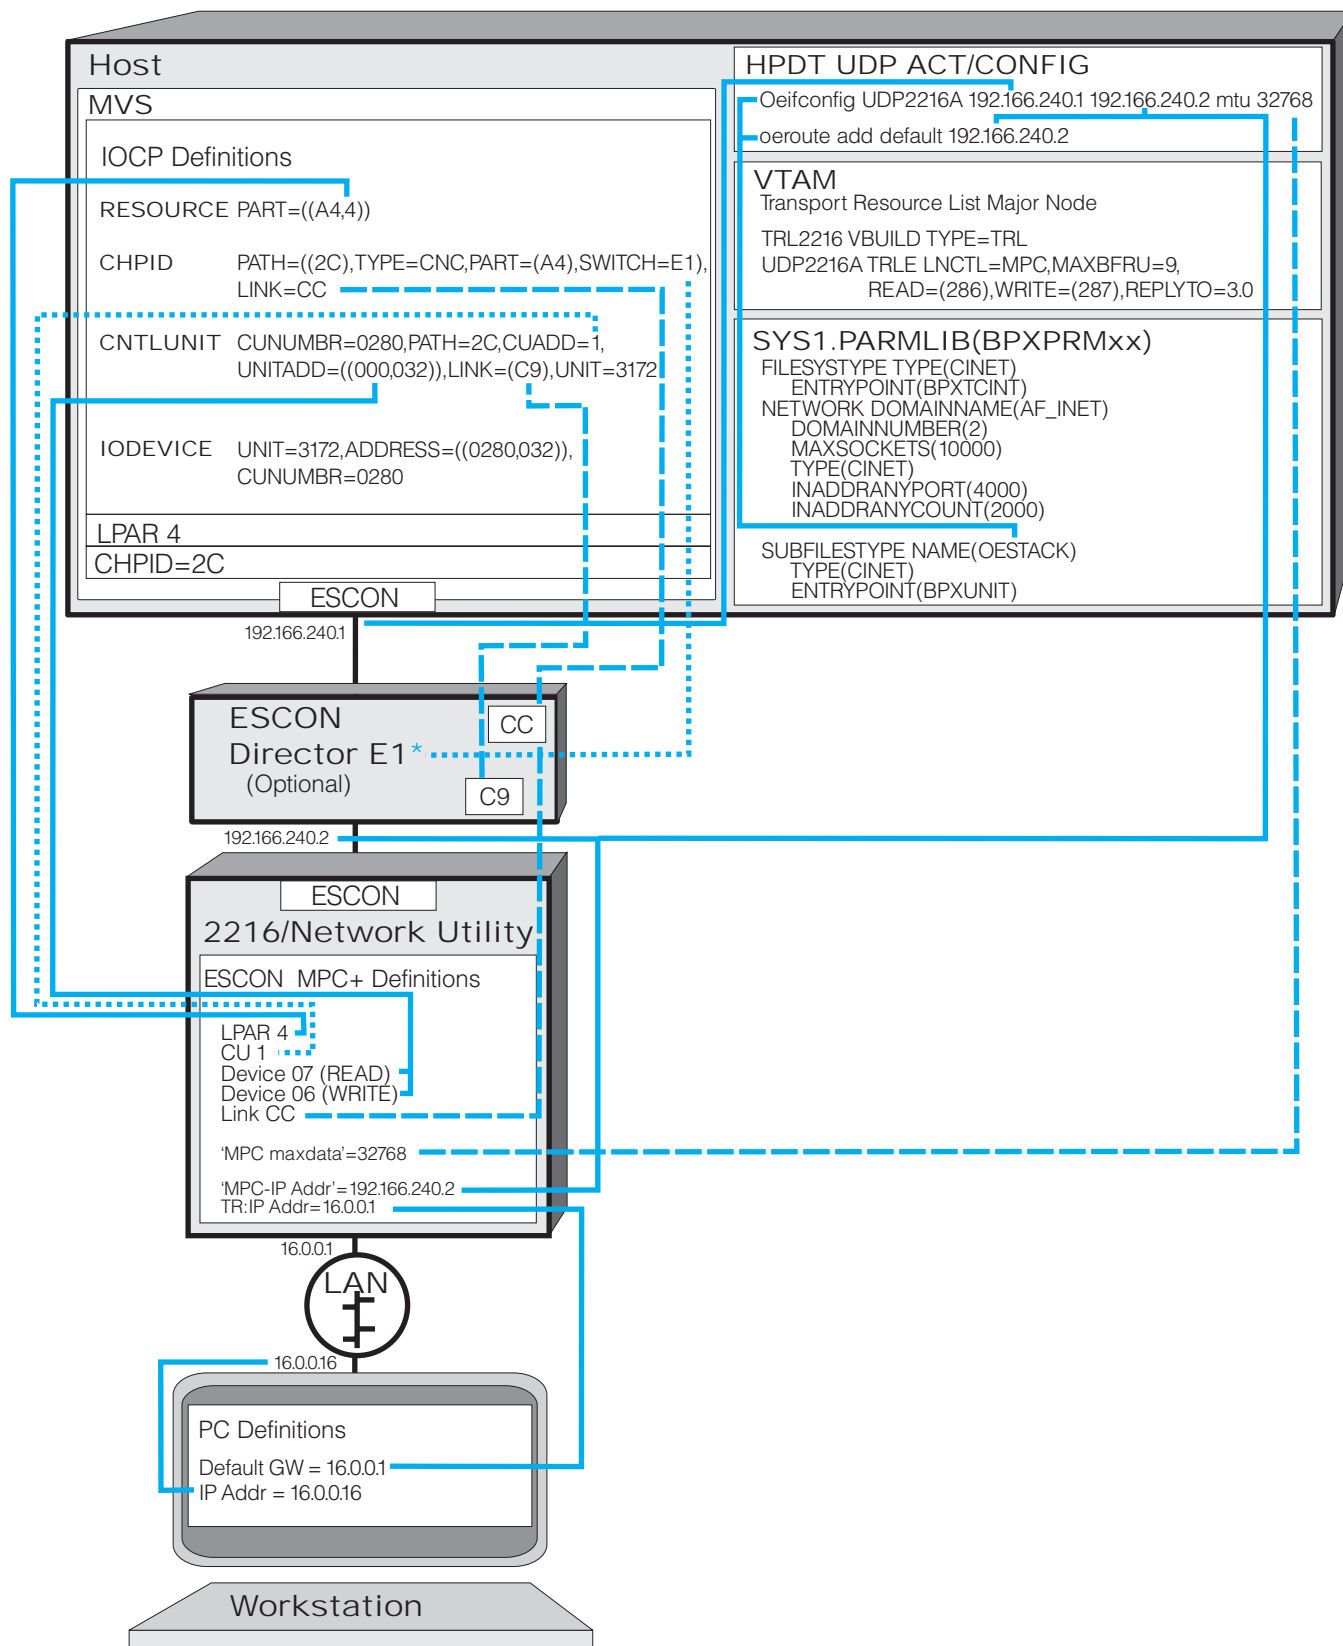 Host
MVS
IOCP Definitions
RESOURCE PART=((A4,4))
CHPID PATH=((2C),TYPE=CNC,PART=(A4),SWITCH=E1),
LINK=CC
CNTLUNIT CUNUMBR=0280,PATH=2C,CUADD=1,
UNITADD=((000,032)),LINK=(C9),UNIT=3172
IODEVICE UNIT=3172,ADDRESS=((0280,032)),
CUNUMBR=0280
LPAR 4
CHPID=2C
ESCON
HPDT UDP ACT/CONFIG
Oeifconfig UDP2216A 192.166.240.1 192.166.240.2 mtu 32768
oeroute add default 192.166.240.2
VTAM
Transport Resource List Major Node
TRL2216 VBUILD TYPE=TRL
UDP2216A TRLE LNCTL=MPC,MAXBFRU=9,
READ=(286),WRITE=(287),REPLYTO=3.0
SYS1.PARMLIB(BPXPRMxx)
FILESYSTYPE TYPE(CINET)
ENTRYPOINT(BPXTCINT)
NETWORK DOMAINNAME(AF_INET)
DOMAINNUMBER(2)
MAXSOCKETS(10000)
TYPE(CINET)
INADDRANYPORT(4000)
INADDRANYCOUNT(2000)
SUBFILESTYPE NAME(OESTACK)
TYPE(CINET)
ENTRYPOINT(BPXUNIT)
192.166.240.1
ESCON
Director E1*
(Optional)
CC
C9
192.166.240.2
ESCON
2216/Network Utility
ESCON MPC+ Definitions
LPAR 4
CU 1
Device 07 (READ)
Device 06 (WRITE)
Link CC
‘MPC maxdata’=32768
‘MPC-IP Addr’=192.166.240.2
TR:IP Addr=16.0.0.1
16.0.0.1
LAN
16.0.0.16
PC Definitions
Default GW = 16.0.0.1
IP Addr = 16.0.0.16
Workstation